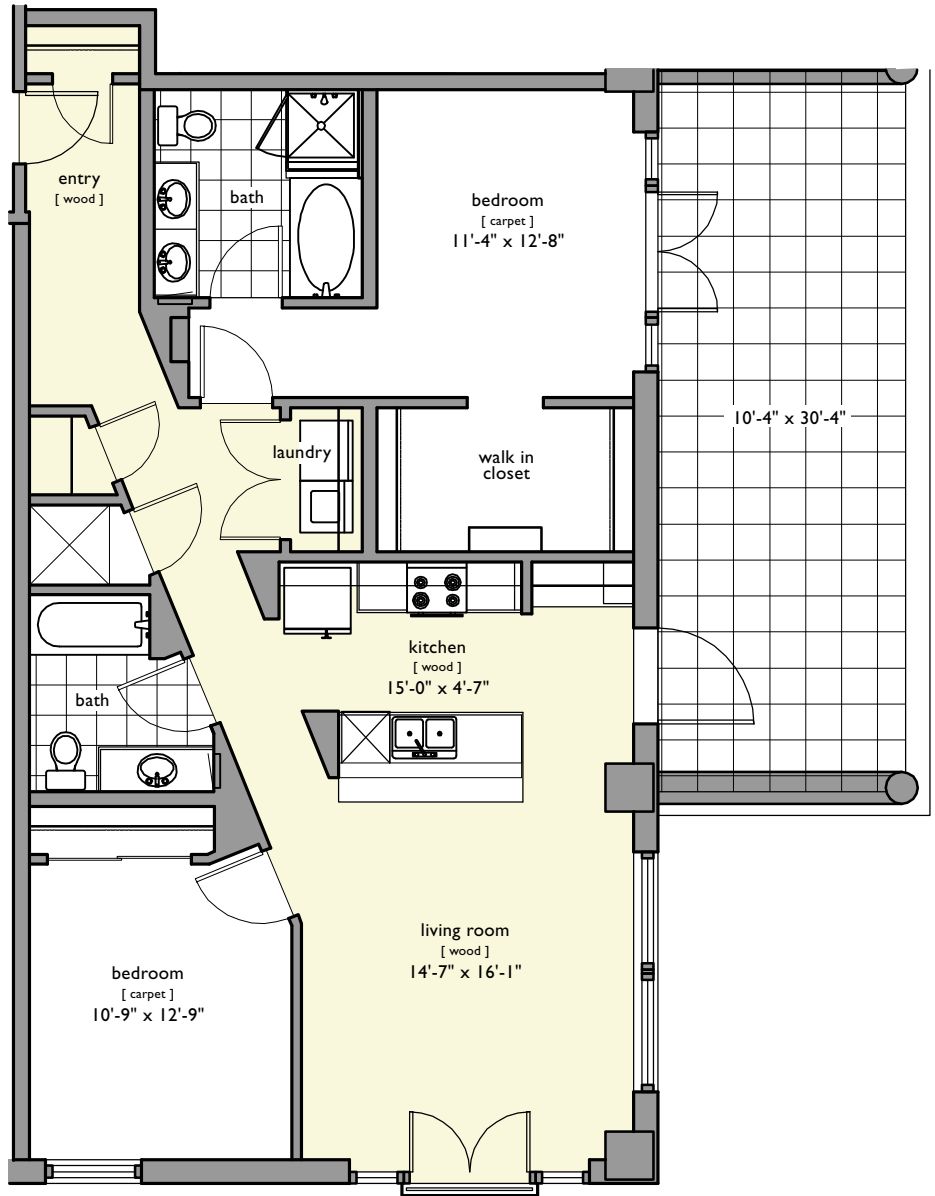 entry
[ wood ]
bath
bedroom
[ carpet ]
11'-4" x 12'-8"
10'-4" x 30'-4"
laundry
walk in
closet
kitchen
[ wood ]
15'-0" x 4'-7"
bath
living room
[ wood ]
14'-7" x 16'-1"
bedroom
[ carpet ]
10'-9" x 12'-9"